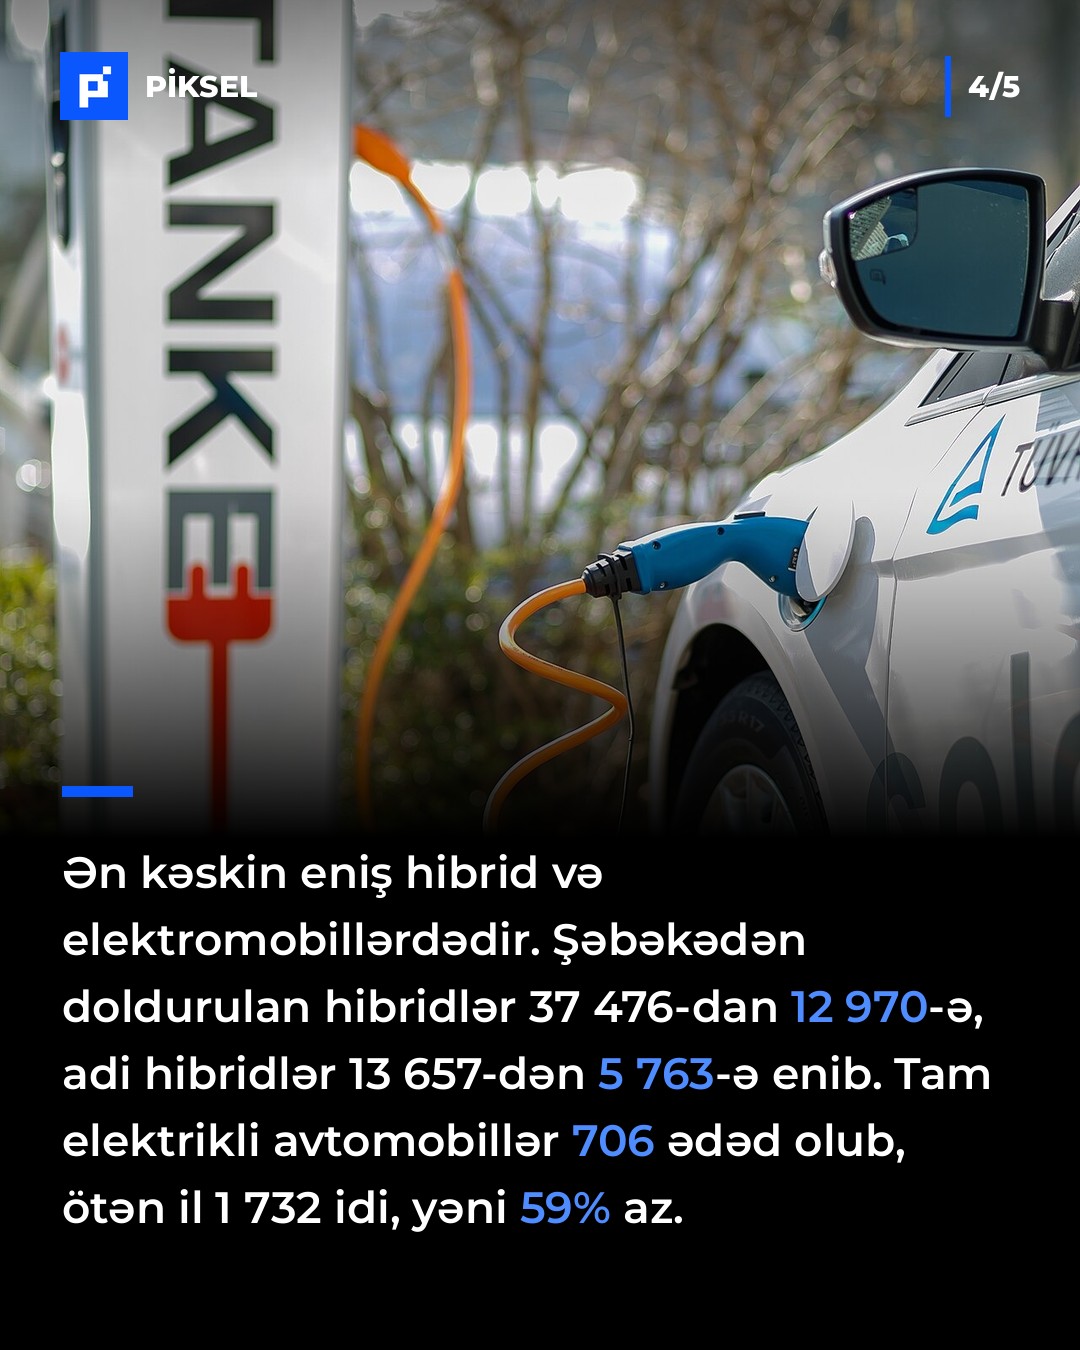 PİKSEL
4/5
TANKE
TÜV
Ən kəskin eniş hibrid və
elektromobillərdədir. Şəbəkədən
doldurulan hibridlər 37 476-dan 12 970-ə,
adi hibridlər 13 657-dən 5 763-ə enib. Tam
elektrikli avtomobillər 706 ədəd olub,
ötən il 1 732 idi, yəni 59% az.